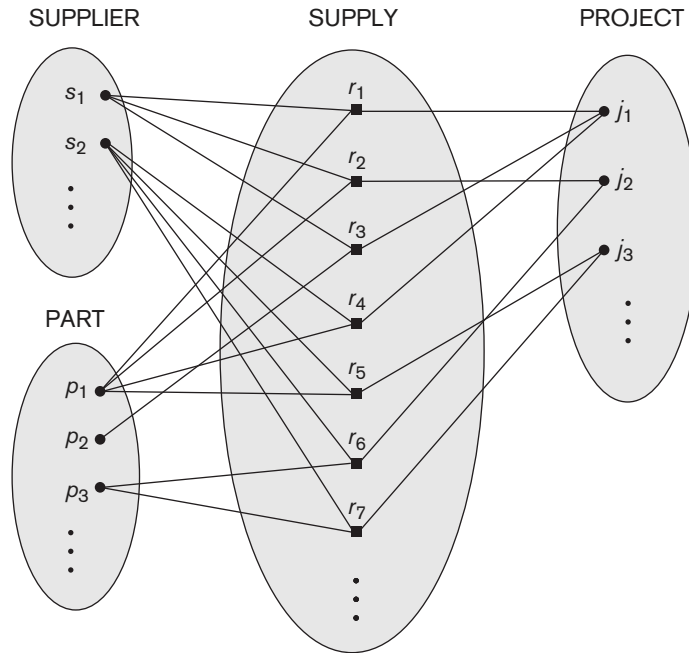 SUPPLIER
s1
s2
PART
p1
p2
p3
SUPPLY
r1
r2
r3
r4
r5
r6
r7
PROJECT
j1
j2
j3